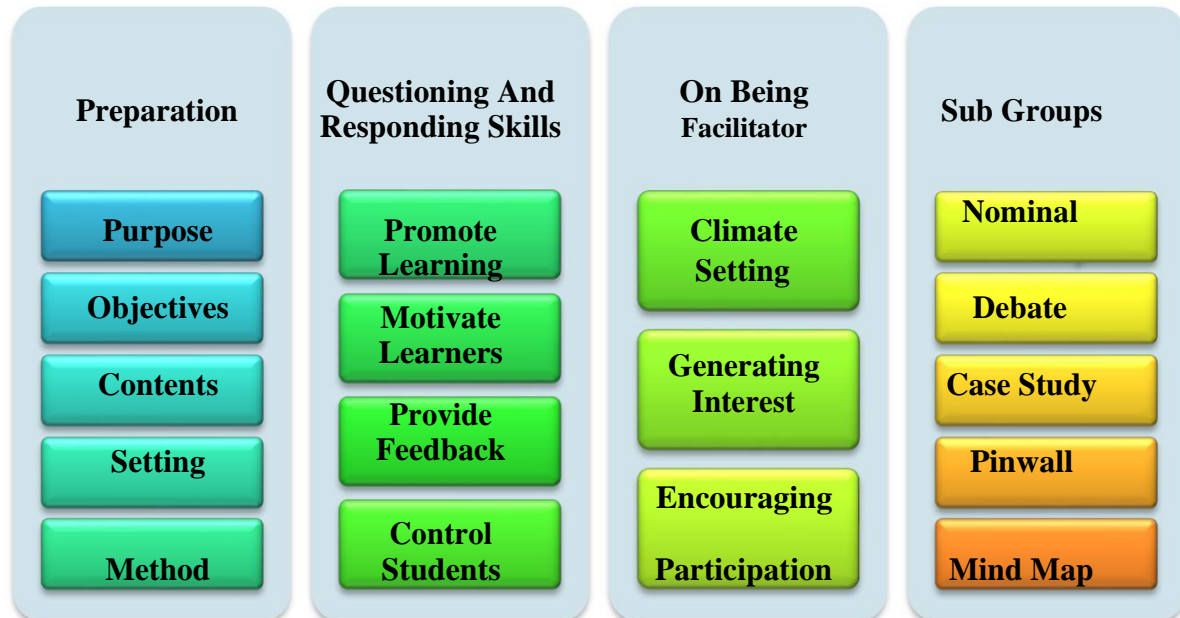 Preparation
Purpose
Objectives
Contents
Setting
Method
Questioning And
Responding Skills
Promote
Learning
Motivate
Learners
Provide
Feedback
Control
Students
On Being
Facilitator
Climate
Setting
Generating
Interest
Encouraging
Participation
Sub Groups
Nominal
Debate
Case Study
Pinwall
Mind Map